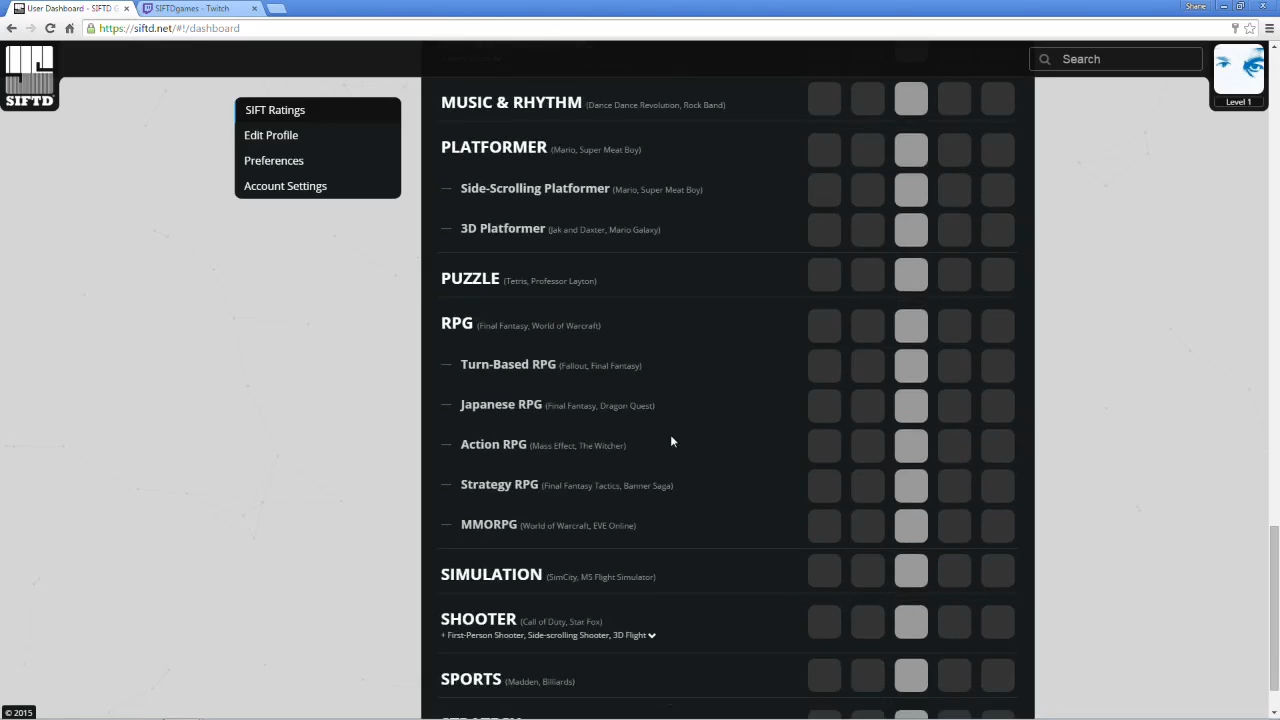 User Dashboard - SIFTD G
SIFTDgames - Twitch
Shane
https://siftd.net/#!/dashboard
SIFTD
Search
Level 1
SIFT Ratings
Edit Profile
Preferences
Account Settings
MUSIC & RHYTHM (Dance Dance Revolution, Rock Band)
PLATFORMER (Mario, Super Meat Boy)
Side-Scrolling Platformer (Mario, Super Meat Boy)
3D Platformer (Jak and Daxter, Mario Galaxy)
PUZZLE (Tetris, Professor Layton)
RPG (Final Fantasy, World of Warcraft)
Turn-Based RPG (Fallout, Final Fantasy)
Japanese RPG (Final Fantasy, Dragon Quest)
Action RPG (Mass Effect, The Witcher)
Strategy RPG (Final Fantasy Tactics, Banner Saga)
MMORPG (World of Warcraft, EVE Online)
SIMULATION (SimCity, MS Flight Simulator)
SHOOTER (Call of Duty, Star Fox)
+ First-Person Shooter, Side-scrolling Shooter, 3D Flight
SPORTS (Madden, Billiards)
© 2015